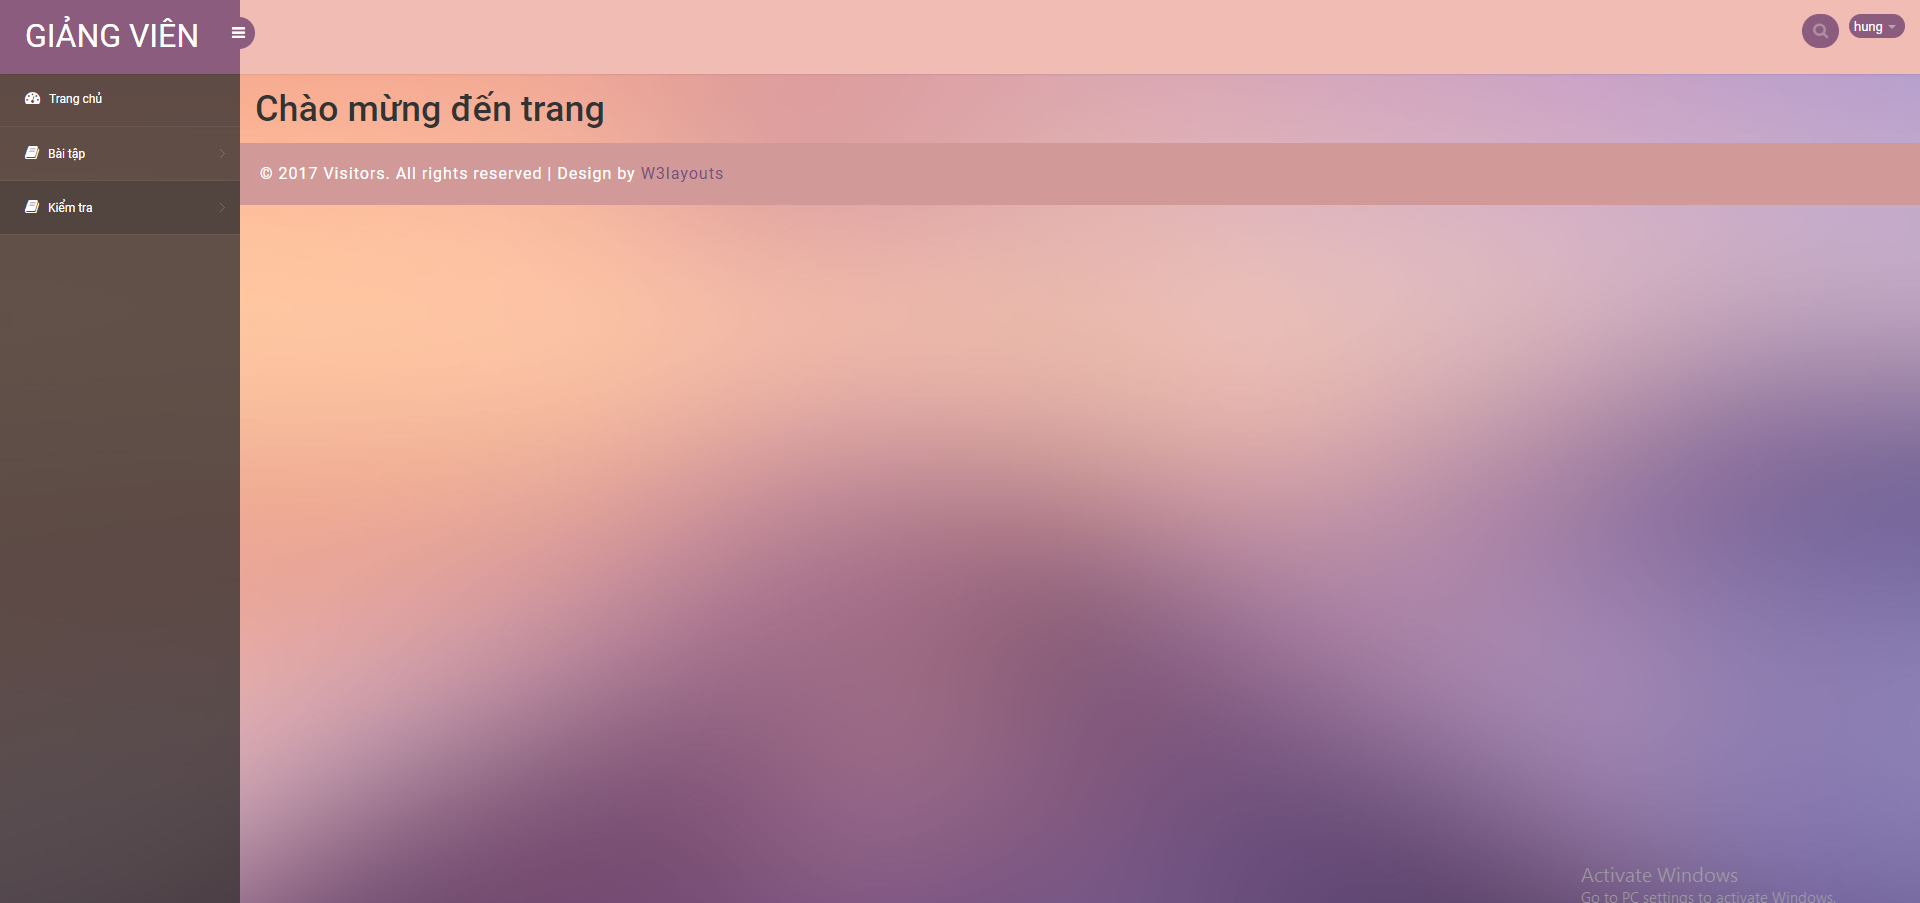 GIẢNG VIÊN
hung
Trang chủ
Bài tập
Kiểm tra
Chào mừng đến trang
© 2017 Visitors. All rights reserved | Design by W3layouts
Activate Windows
Go to PC settings to activate Windows.